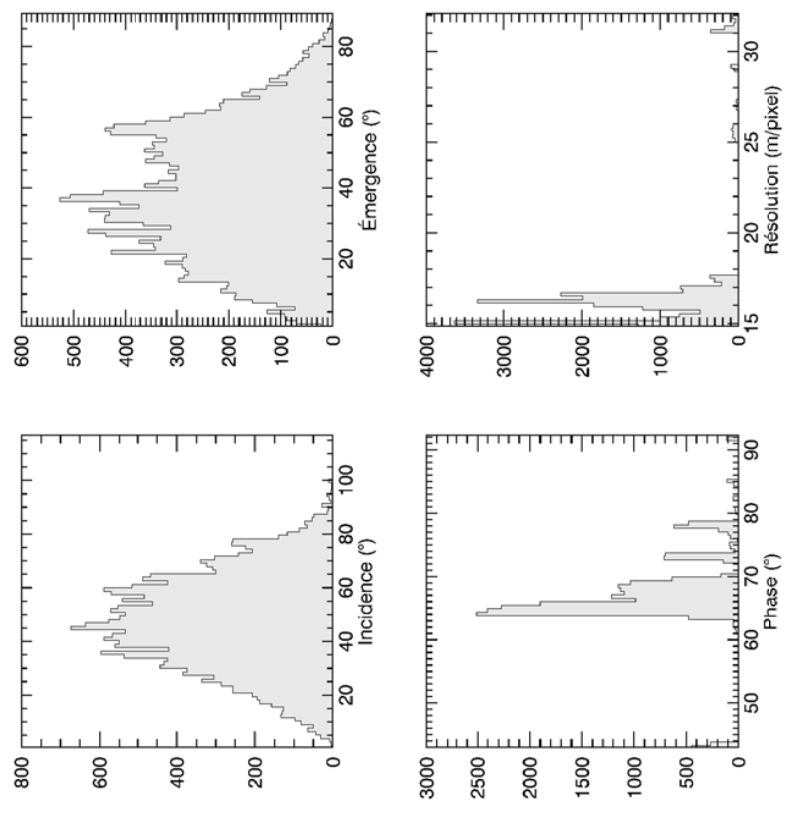 600 500 400 300 200 100 0
20 40 60 80
Émergence (°)
4000 3000 2000 1000 0
15 20 25 30
Résolution (m/pixel)
800 600 400 200 0
20 40 60 80 100
Incidence (°)
3000 2500 2000 1500 1000 500 0
50 60 70 80 90
Phase (°)